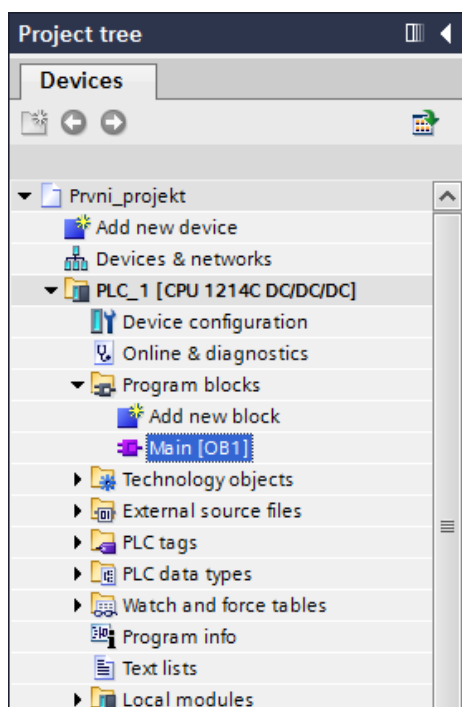 Project tree
Devices
Prvni_projekt
Add new device
Devices & networks
PLC_1 [CPU 1214C DC/DC/DC]
Device configuration
Online & diagnostics
Program blocks
Add new block
Main [OB1]
Technology objects
External source files
PLC tags
PLC data types
Watch and force tables
Program info
Text lists
Local modules